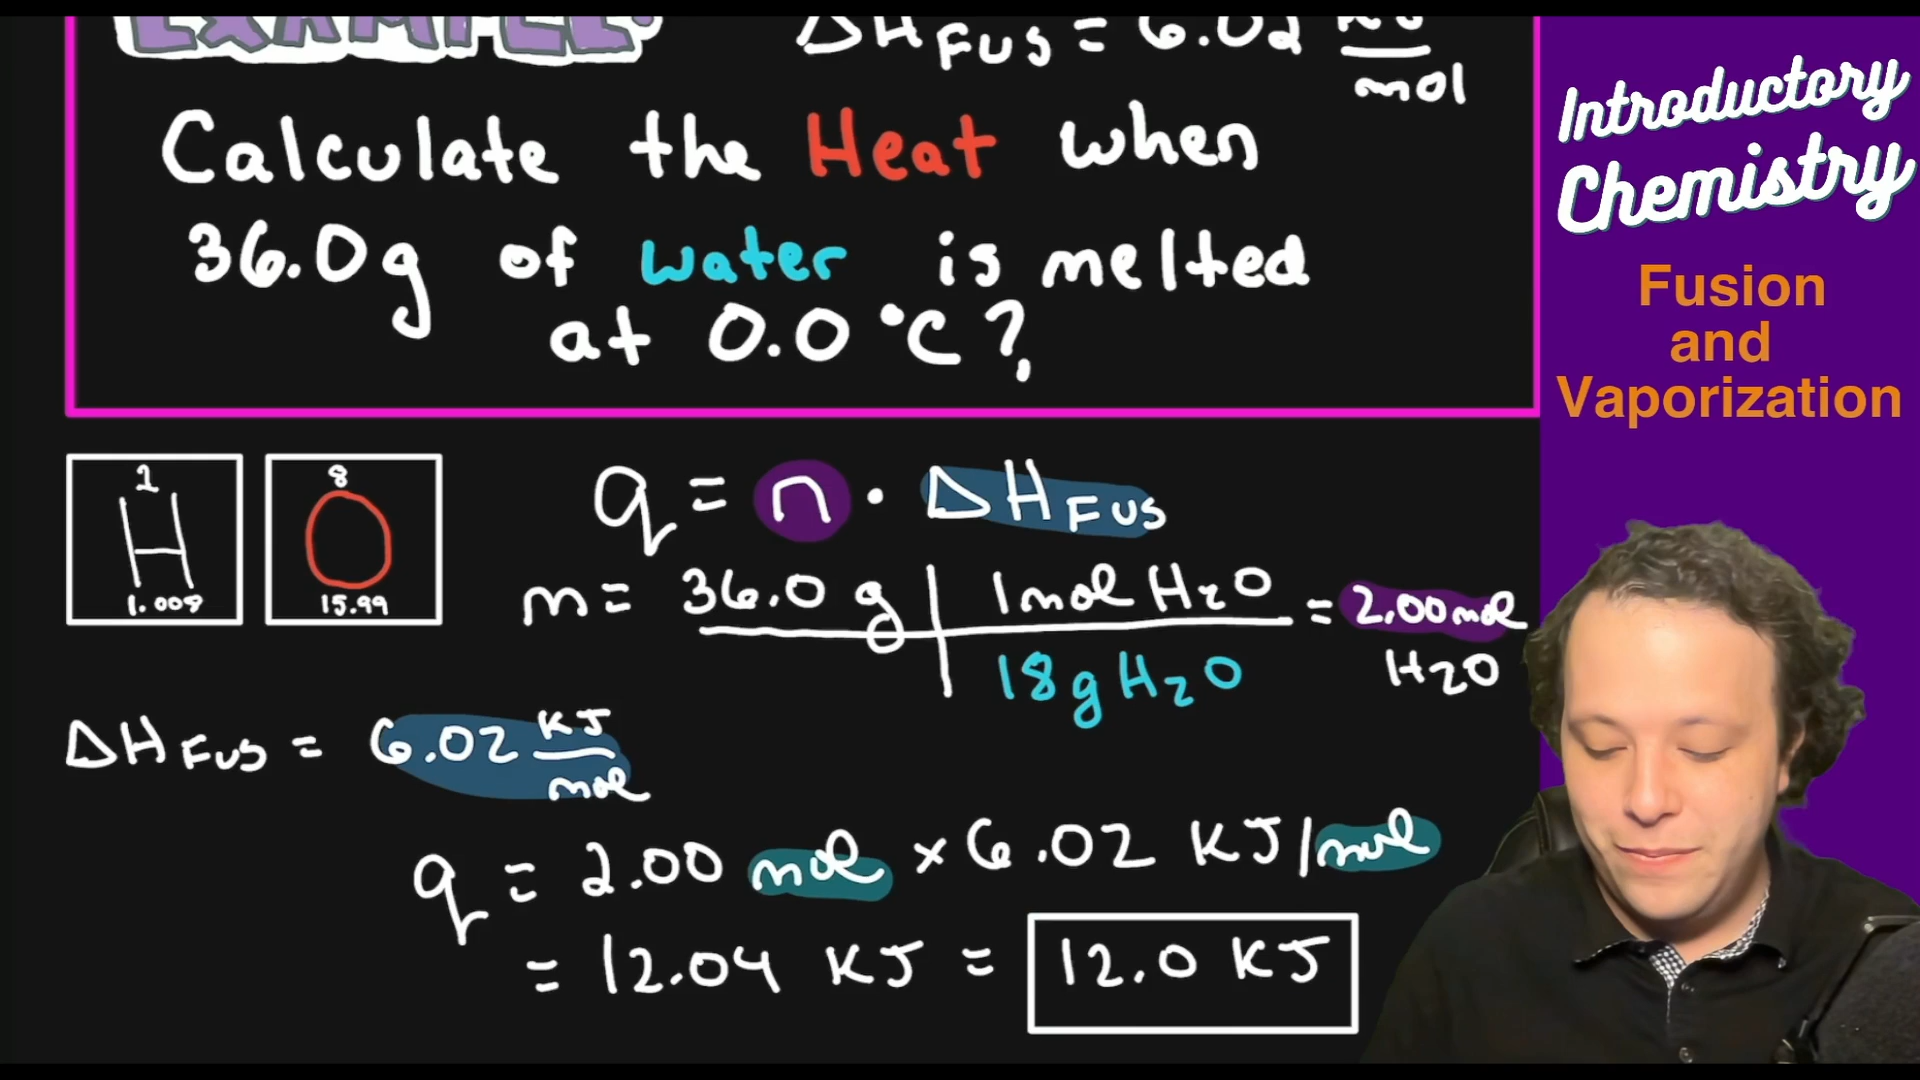 EXAMPLE:
ΔHFUS = 6.02 KJ
mol
Calculate the Heat when
36.0g of water is melted
at 0.0 °C?
Introductory
Chemistry
Fusion
and
Vaporization
1
H
1.008
8
O
15.99
q = n · ΔHFUS
m = 36.0 g | 1 mol H2O = 2.00 mol
18 g H2O H2O
ΔHFUS = 6.02 KJ
mol
q = 2.00 mol × 6.02 KJ/mol
= 12.04 KJ = 12.0 KJ